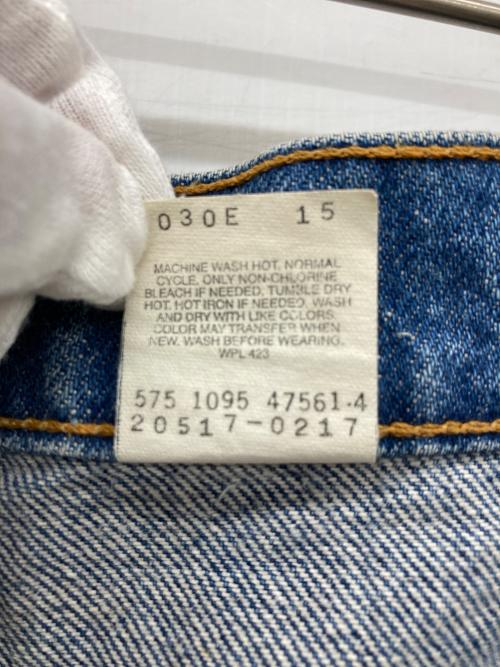 030E 15
MACHINE WASH HOT, NORMAL
CYCLE. ONLY NON-CHLORINE
BLEACH IF NEEDED. TUMBLE DRY
HOT. HOT IRON IF NEEDED. WASH
AND DRY WITH LIKE COLORS.
COLOR MAY TRANSFER WHEN
NEW. WASH BEFORE WEARING.
WPL 423
575 1095 47561-4
20517-0217